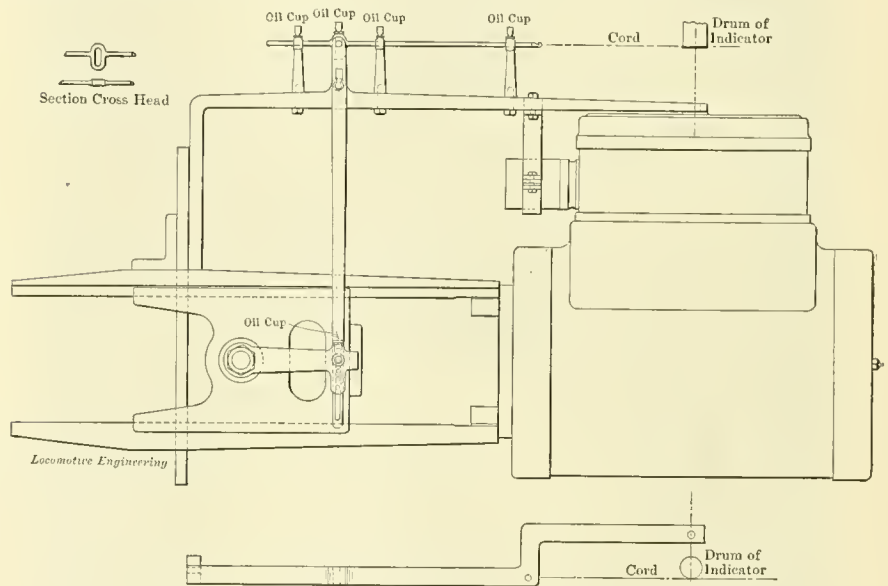 Oil Cup
Oil Cup
Oil Cup
Oil Cup
Cord
Drum of
Indicator
Section Cross Head
Oil Cup
Locomotive Engineering
Cord
Drum of
Indicator